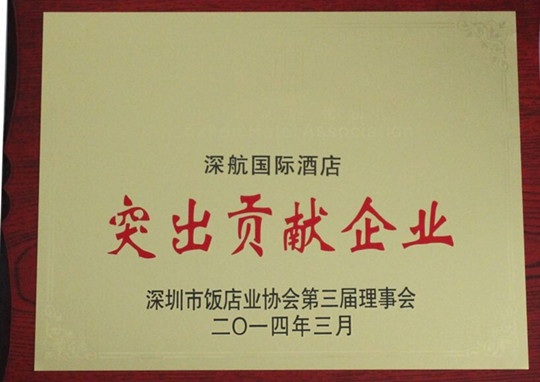 深航国际酒店
突出贡献企业
深圳市饭店业协会第三届理事会
二〇一四年三月